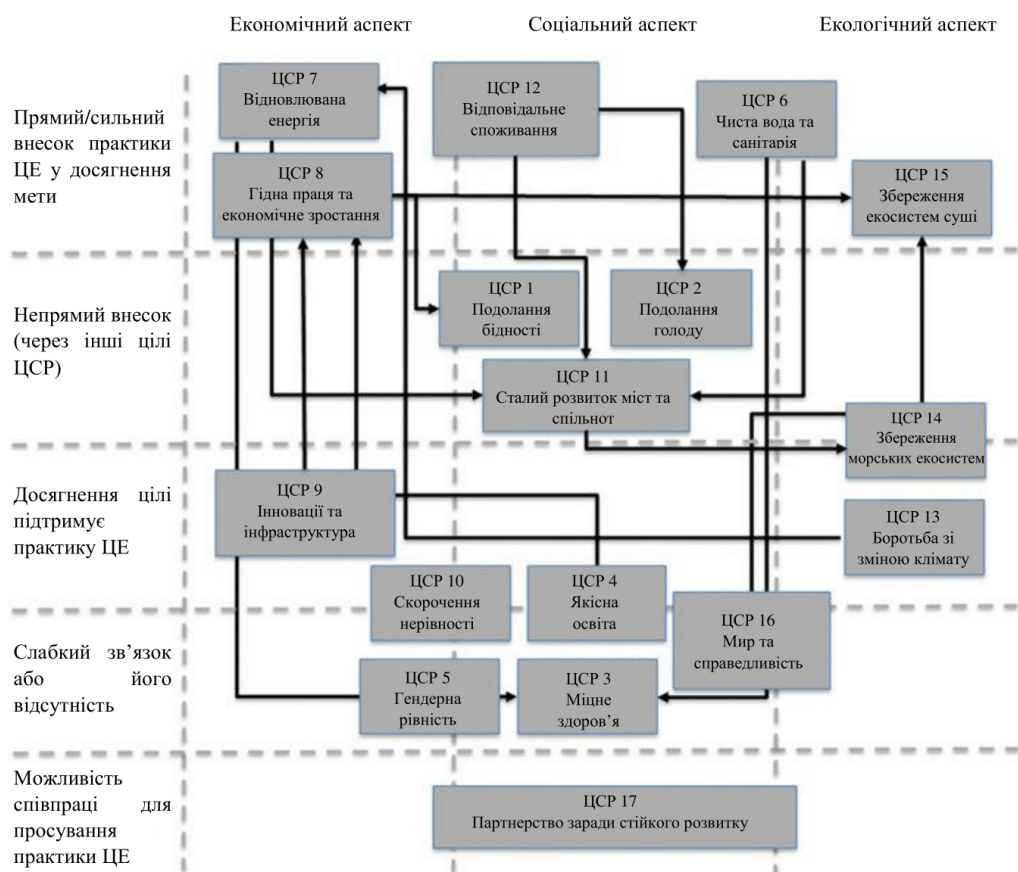 Економічний аспект
Соціальний аспект
Екологічний аспект
Прямий/сильний
внесок практики
ЦЕ у досягнення
мети
ЦСР 7
Відновлювана
енергія
ЦСР 8
Гідна праця та
економічне зростання
ЦСР 12
Відповідальне
споживання
ЦСР 6
Чиста вода та
санітарія
ЦСР 15
Збереження
екосистем суші
Непрямий внесок
(через інші цілі
ЦСР)
ЦСР 1
Подолання
бідності
ЦСР 2
Подолання
голоду
ЦСР 11
Сталий розвиток міст та
спільнот
ЦСР 14
Збереження
морських екосистем
Досягнення цілі
підтримує
практику ЦЕ
ЦСР 9
Інновації та
інфраструктура
ЦСР 13
Боротьба зі
зміною клімату
ЦСР 10
Скорочення
нерівності
ЦСР 4
Якісна
освіта
ЦСР 16
Мир та
справедливість
Слабкий зв’язок
або його
відсутність
ЦСР 5
Гендерна
рівність
ЦСР 3
Міцне
здоров’я
Можливість
співпраці для
просування
практики ЦЕ
ЦСР 17
Партнерство заради стійкого розвитку